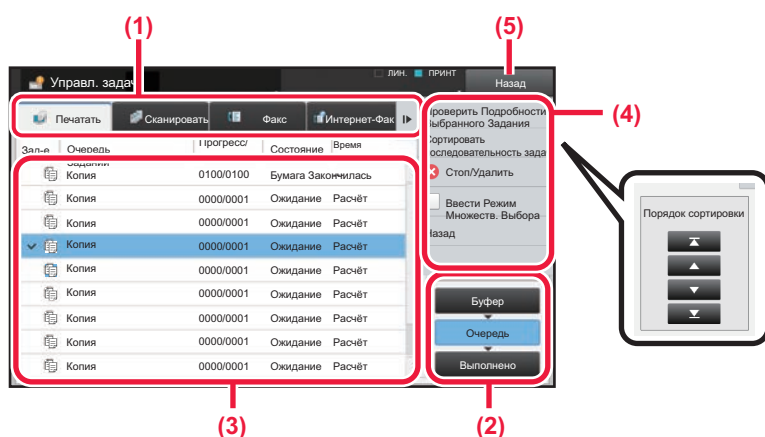 (1)
(5)
ЛИН. ПРИНТ
Управл. задач
Назад
Печатать Сканировать Факс Интернет-Фак
Проверить Подробности
Выбранного Задания
(4)
Сортировать
последовательность зада
Зал-е Очередь Прогресс/ Состояние Время
Заданий
Копия 0100/0100 Бумага Закончилась
Стоп/Удалить
Копия 0000/0001 Ожидание Расчёт
Ввести Режим
Множеств. Выбора
Копия 0000/0001 Ожидание Расчёт
Назад
Копия 0000/0001 Ожидание Расчёт
Копия 0000/0001 Ожидание Расчёт
Копия 0000/0001 Ожидание Расчёт
Копия 0000/0001 Ожидание Расчёт
Копия 0000/0001 Ожидание Расчёт
Копия 0000/0001 Ожидание Расчёт
Буфер
Очередь
Выполнено
Порядок сортировки
(3)
(2)